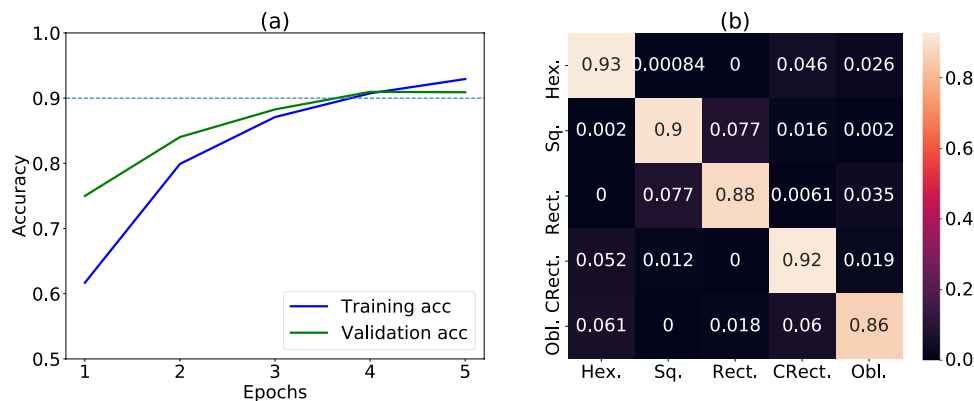 (a)
1.0
0.9
0.8
0.7
0.6
0.5
Accuracy
1 2 3 4 5
Epochs
Training acc
Validation acc
(b)
Hex. 0.93 0.00084 0 0.046 0.026
Sq. 0.002 0.9 0.077 0.016 0.002
Rect. 0 0.077 0.88 0.0061 0.035
CRect. 0.052 0.012 0 0.92 0.019
Obl. 0.061 0 0.018 0.06 0.86
Hex. Sq. Rect. CRect. Obl.
0.8
0.6
0.4
0.2
0.0